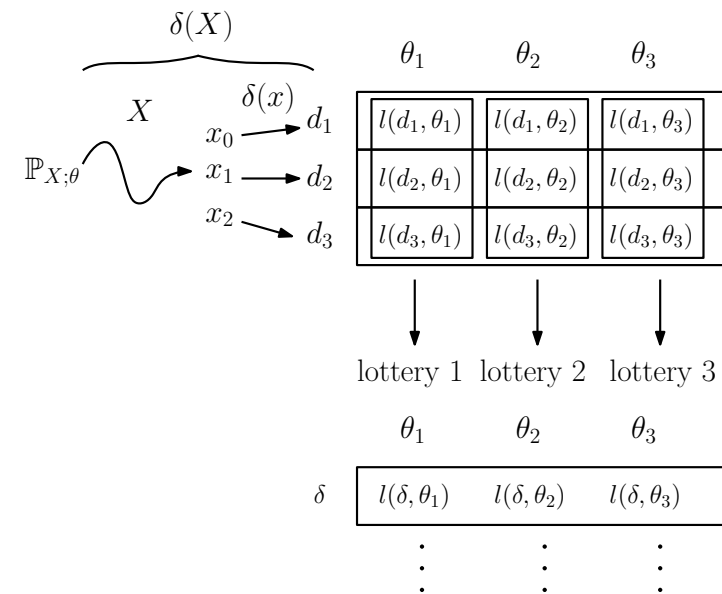 δ(X)
θ₁ θ₂ θ₃
X δ(x)
x₀ d₁ l(d₁, θ₁) l(d₁, θ₂) l(d₁, θ₃)
ℙ_{X;θ} x₁ d₂ l(d₂, θ₁) l(d₂, θ₂) l(d₂, θ₃)
x₂ d₃ l(d₃, θ₁) l(d₃, θ₂) l(d₃, θ₃)
lottery 1 lottery 2 lottery 3
θ₁ θ₂ θ₃
δ l(δ, θ₁) l(δ, θ₂) l(δ, θ₃)
⋮ ⋮ ⋮